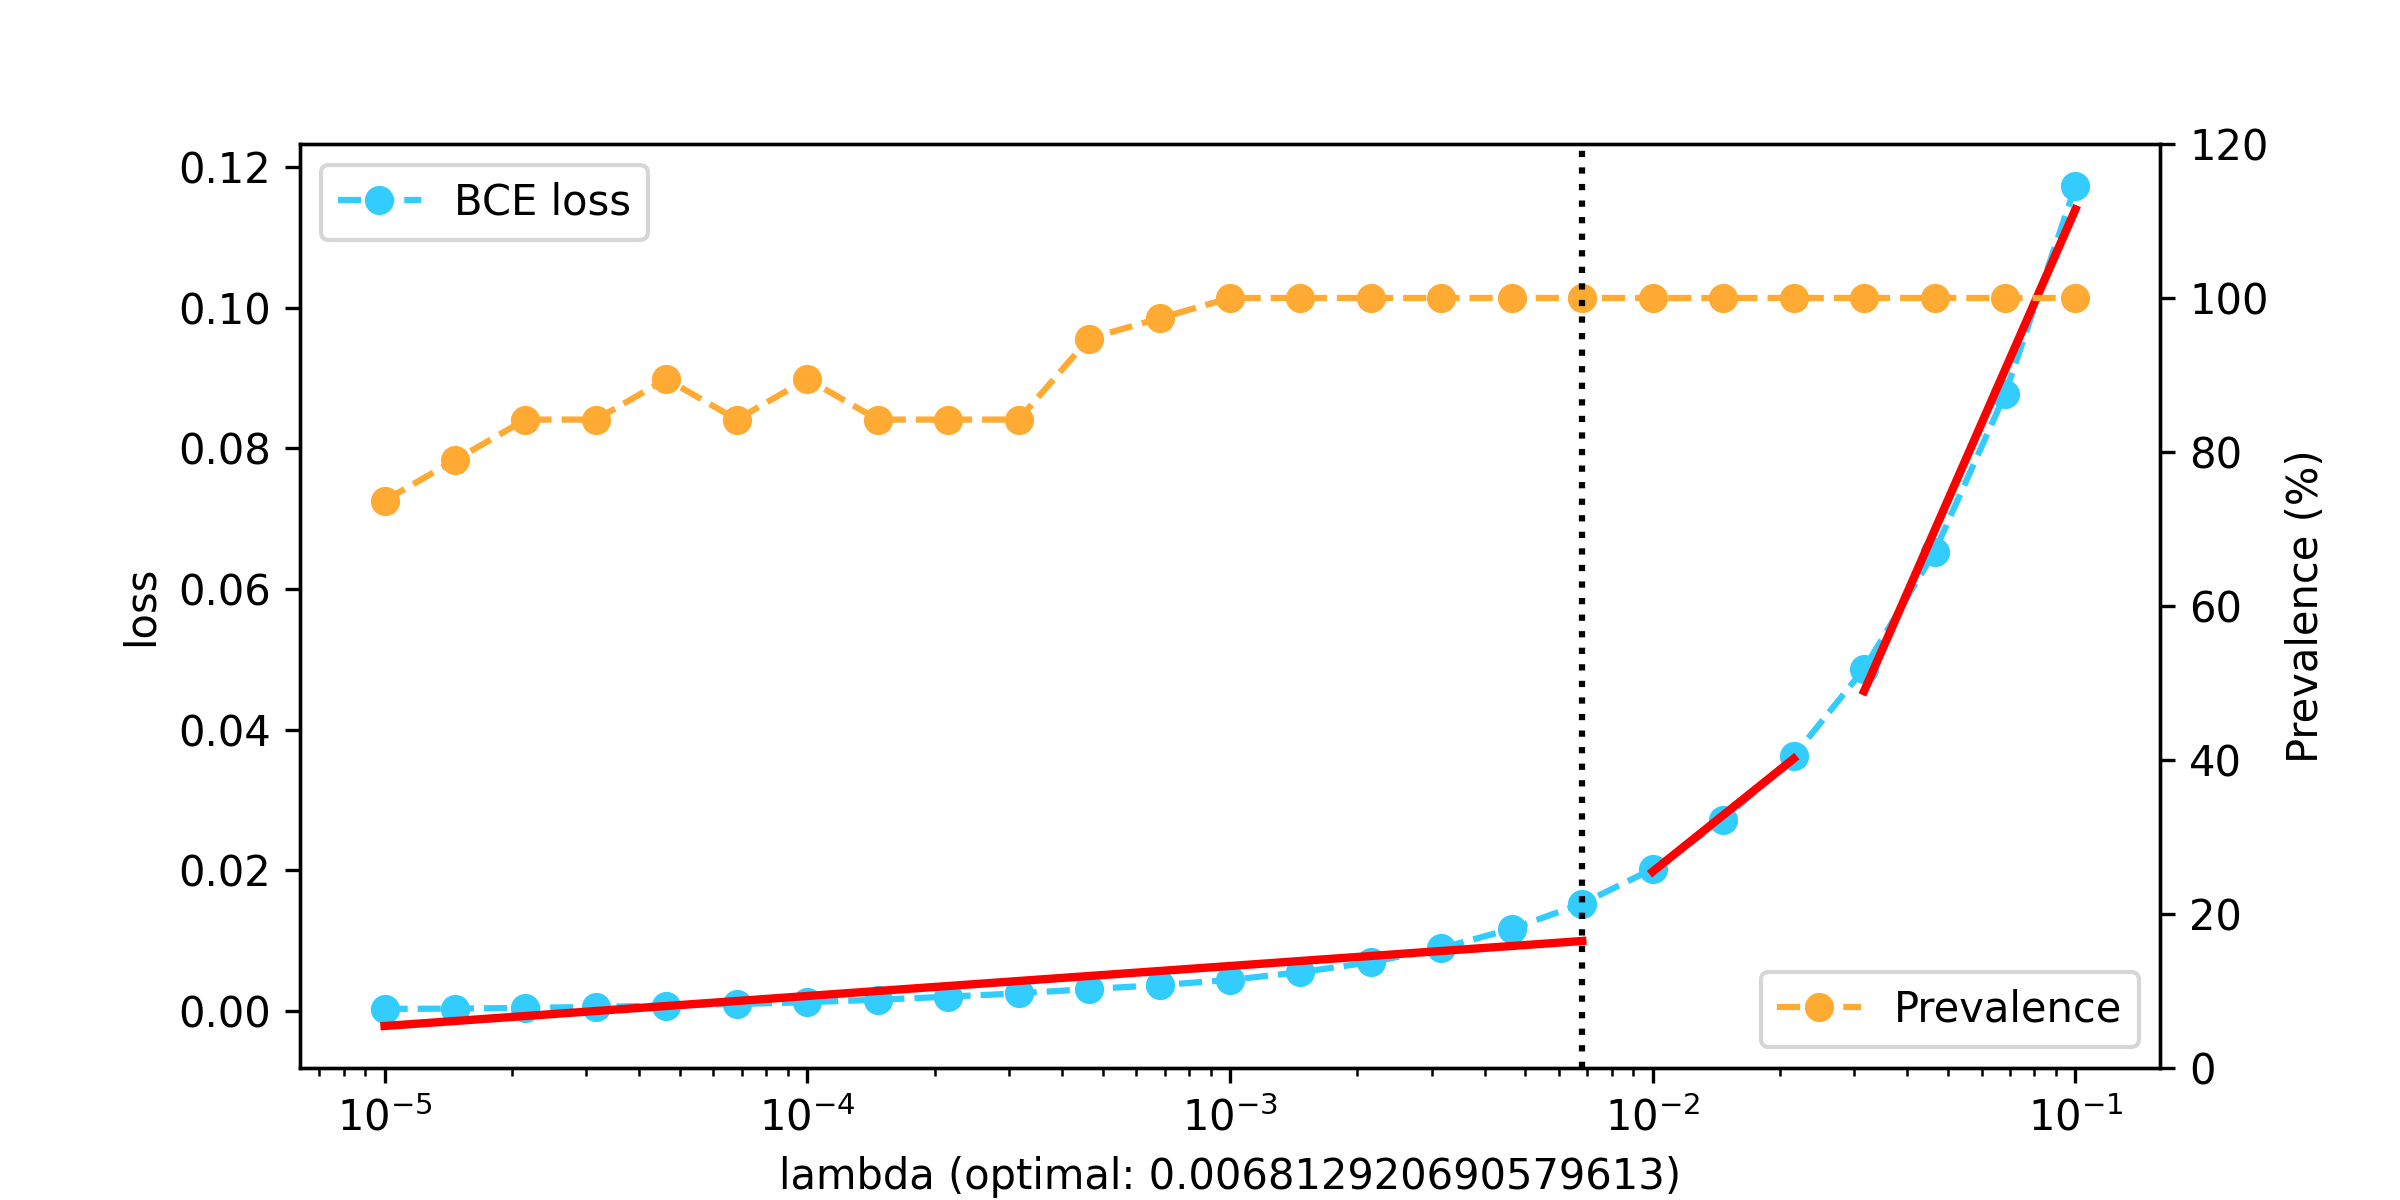 BCE loss
Prevalence
0.12
0.10
0.08
0.06
0.04
0.02
0.00
loss
120
100
80
60
40
20
0
Prevalence (%)
10⁻⁵ 10⁻⁴ 10⁻³ 10⁻² 10⁻¹
lambda (optimal: 0.006812920690579613)